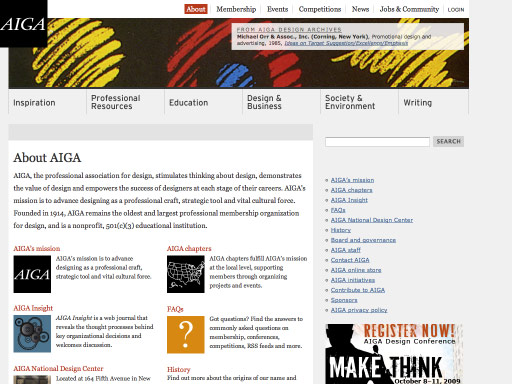 AIGA
About
Membership
Events
Competitions
News
Jobs & Community
LOGIN
FROM AIGA DESIGN ARCHIVES
Michael Orr & Assoc., Inc. (Corning, New York), Promotional design and
advertising, 1985, Ideas on Target Suggestion/Excellenro/Emphasis
Inspiration
Professional
Resources
Education
Design &
Business
Society &
Environment
Writing
About AIGA
AIGA, the professional association for design, stimulates thinking about design, demonstrates
the value of design and empowers the success of designers at each stage of their careers. AIGA's
mission is to advance designing as a professional craft, strategic tool and vital cultural force.
Founded in 1914, AIGA remains the oldest and largest professional membership organization
for design, and is a nonprofit, 501(c)(3) educational institution.
AIGA's mission
AIGA
AIGA's mission is to advance
designing as a professional craft,
strategic tool and vital cultural force.
AIGA chapters
AIGA chapters fulfill AIGA's mission
at the local level, supporting
members through organizing
projects and events.
AIGA Insight
AIGA Insight is a web journal that
reveals the thought processes behind
key organizational decisions and
welcomes discussion.
FAQs
?
Got questions? Find the answers to
commonly asked questions on
membership, conferences,
competitions, RSS feeds and more.
AIGA National Design Center
Located at 164 Fifth Avenue in New
History
Find out more about the origins of our name and
SEARCH
AIGA's mission
AIGA chapters
AIGA Insight
FAQs
AIGA National Design Center
History
Board and governance
AIGA staff
Contact AIGA
AIGA online store
AIGA initiatives
Contribute to AIGA
Sponsors
AIGA privacy policy
REGISTER NOW!
AIGA Design Conference
MAKE THINK
October 8–11, 2009